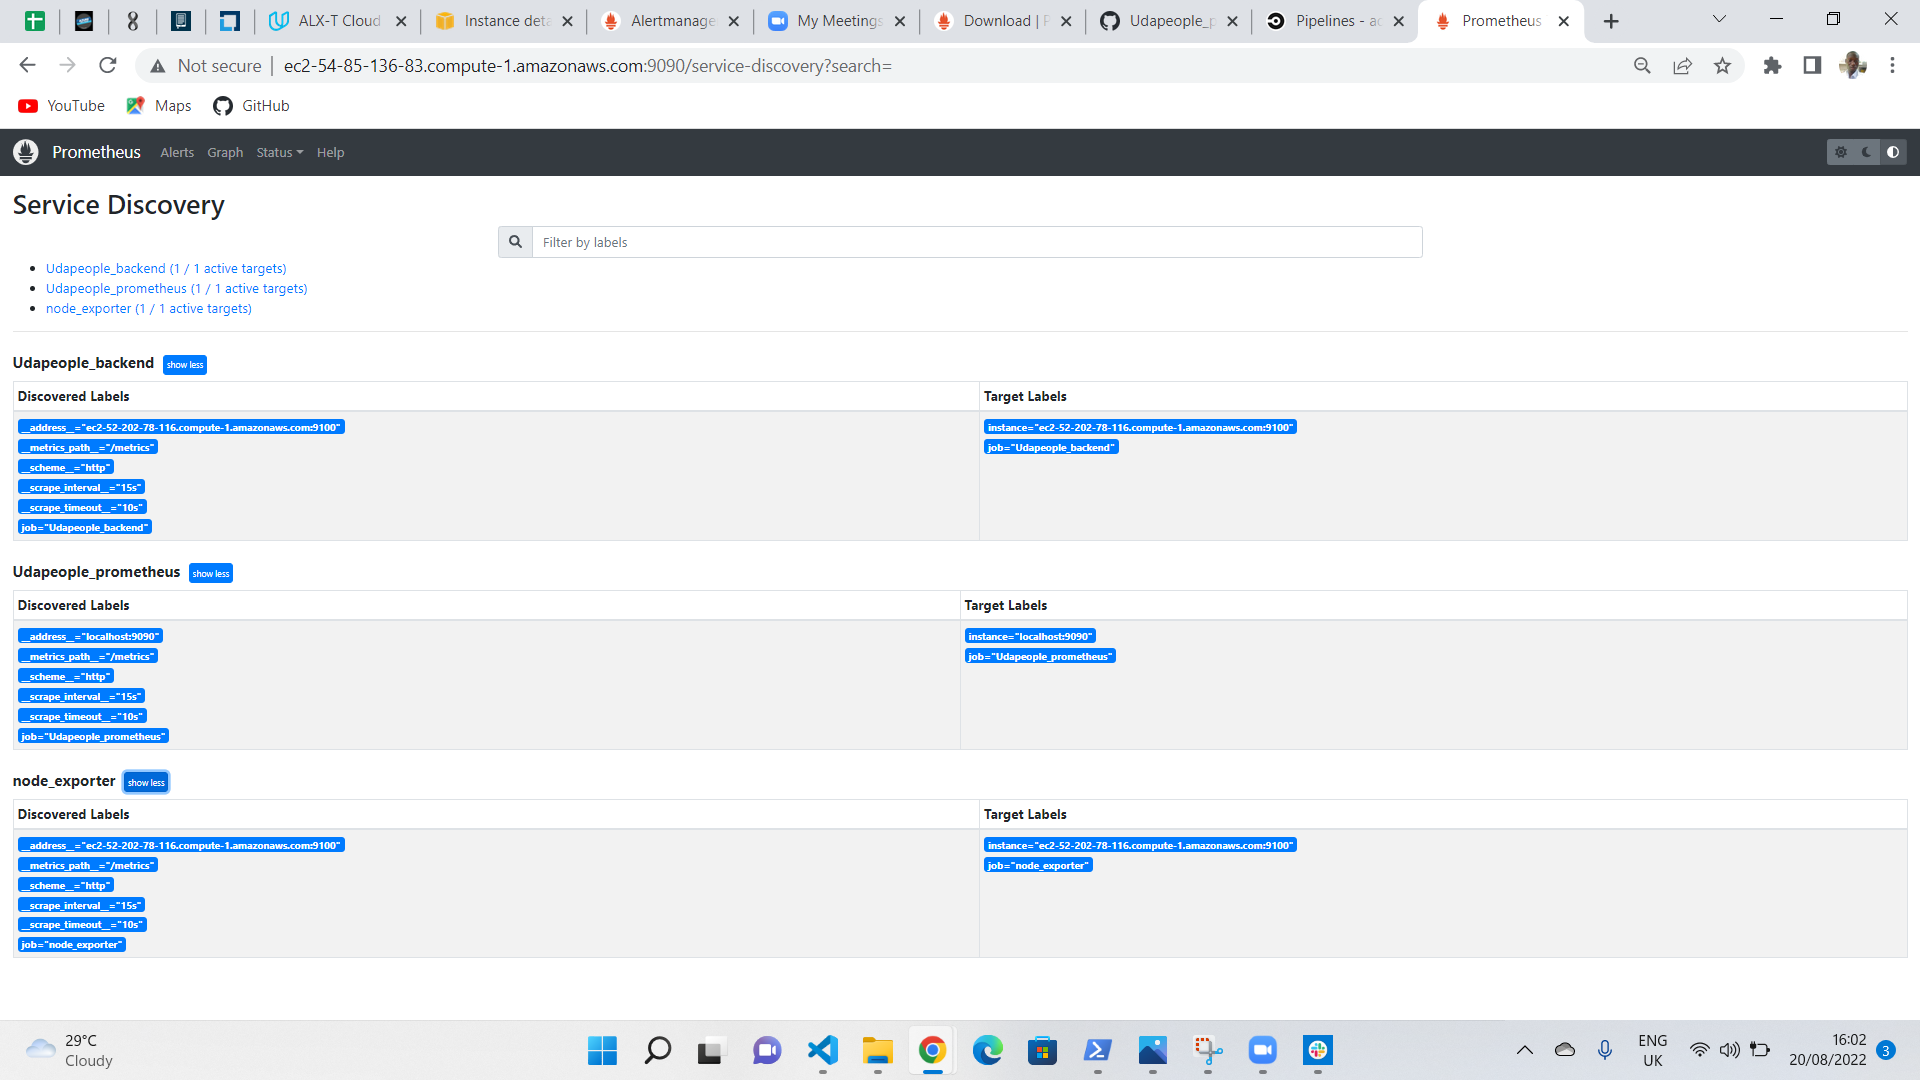 ALX-T Cloud
Instance deta
Alertmanage
My Meetings
Download | P
Udapeople_p
Pipelines - ac
Prometheus
Not secure
ec2-54-85-136-83.compute-1.amazonaws.com:9090/service-discovery?search=
YouTube
Maps
GitHub
Prometheus
Alerts
Graph
Status
Help
Service Discovery
Filter by labels
Udapeople_backend (1 / 1 active targets)
Udapeople_prometheus (1 / 1 active targets)
node_exporter (1 / 1 active targets)
Udapeople_backend show less
Discovered Labels
Target Labels
__address__="ec2-52-202-78-116.compute-1.amazonaws.com:9100"
__metrics_path__="/metrics"
__scheme__="http"
__scrape_interval__="15s"
__scrape_timeout__="10s"
job="Udapeople_backend"
instance="ec2-52-202-78-116.compute-1.amazonaws.com:9100"
job="Udapeople_backend"
Udapeople_prometheus show less
Discovered Labels
Target Labels
__address__="localhost:9090"
__metrics_path__="/metrics"
__scheme__="http"
__scrape_interval__="15s"
__scrape_timeout__="10s"
job="Udapeople_prometheus"
instance="localhost:9090"
job="Udapeople_prometheus"
node_exporter show less
Discovered Labels
Target Labels
__address__="ec2-52-202-78-116.compute-1.amazonaws.com:9100"
__metrics_path__="/metrics"
__scheme__="http"
__scrape_interval__="15s"
__scrape_timeout__="10s"
job="node_exporter"
instance="ec2-52-202-78-116.compute-1.amazonaws.com:9100"
job="node_exporter"
29°C
Cloudy
ENG
UK
16:02
20/08/2022
3